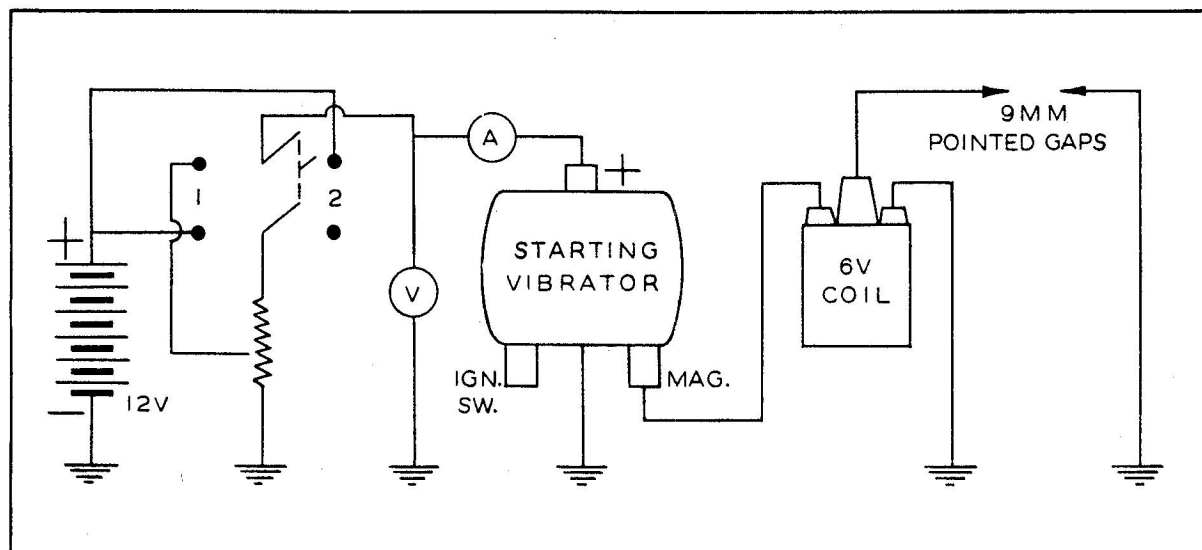 9MM
POINTED GAPS
A
1
2
+
+
STARTING
VIBRATOR
6V
COIL
V
IGN.
SW.
MAG.
12V
−